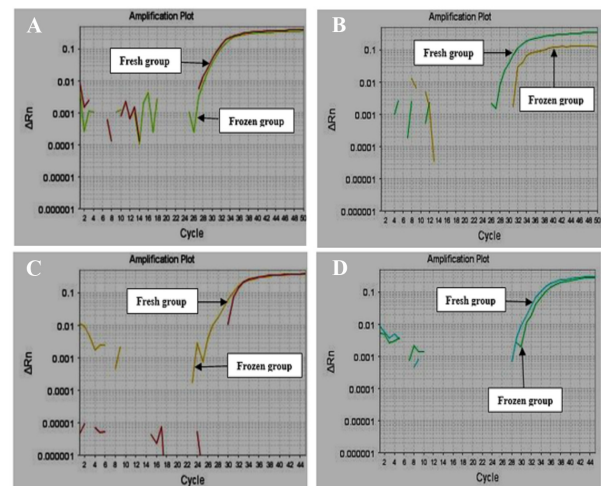 A
Amplification Plot
0.1
0.01
0.001
0.0001
0.000001
ΔRn
Fresh group
Frozen group
2 4 6 8 10 12 14 16 18 20 22 24 26 28 30 32 34 36 38 40 42 44 46 48 50
Cycle
B
Amplification Plot
0.1
0.01
0.001
0.0001
0.000001
ΔRn
Fresh group
Frozen group
2 4 6 8 10 12 14 16 18 20 22 24 26 28 30 32 34 36 38 40 42 44 46 48 50
Cycle
C
Amplification Plot
0.1
0.01
0.001
0.0001
0.00001
0.000001
ΔRn
Fresh group
Frozen group
2 4 6 8 10 12 14 16 18 20 22 24 26 28 30 32 34 36 38 40 42 44
Cycle
D
Amplification Plot
0.1
0.01
0.001
0.0001
0.00001
0.000001
ΔRn
Fresh group
Frozen group
2 4 6 8 10 12 14 16 18 20 22 24 26 28 30 32 34 36 38 40 42 44
Cycle